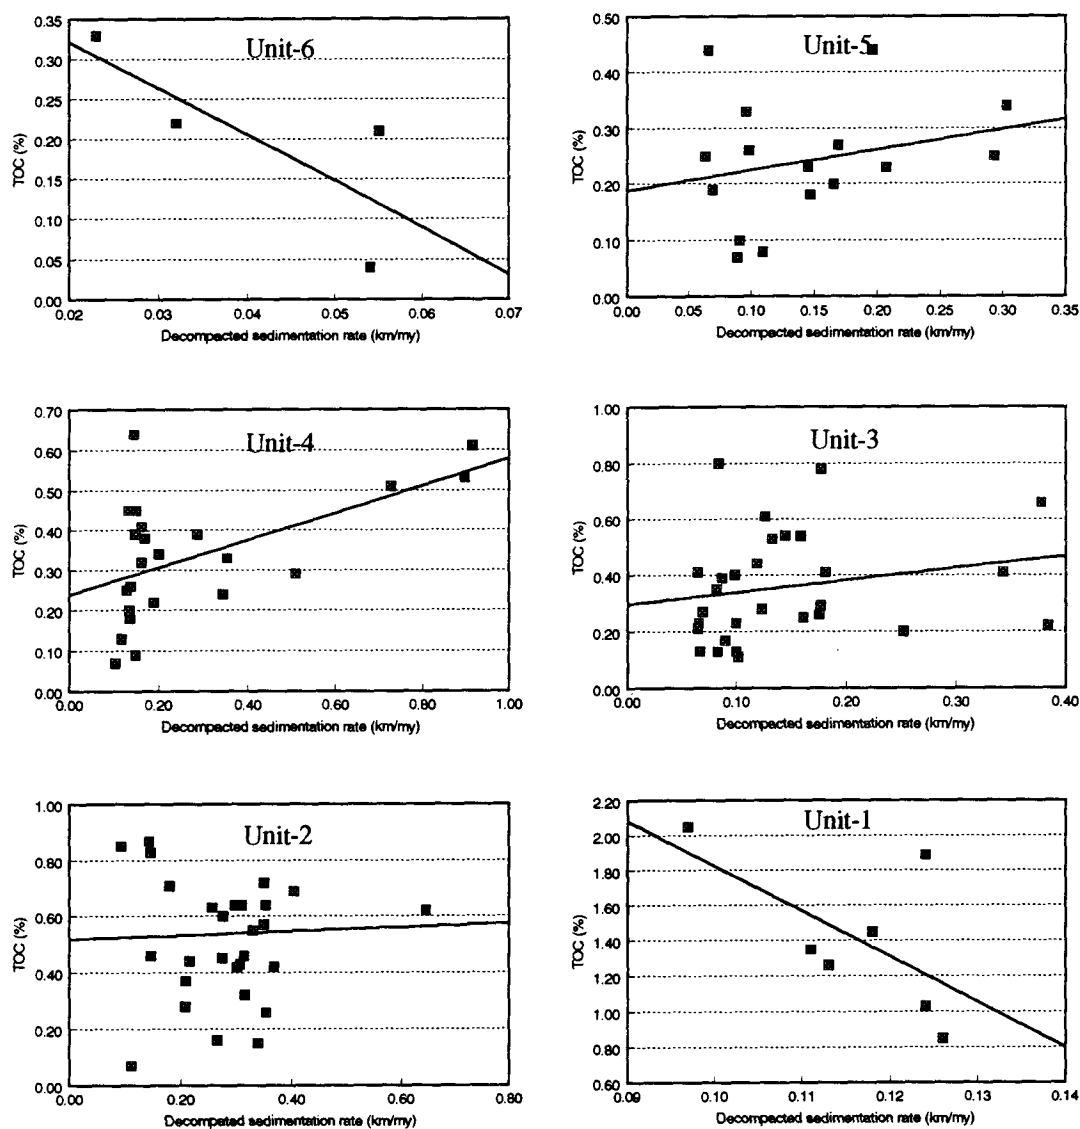 Unit-6
TOC (%)
0.35
0.30
0.25
0.20
0.15
0.10
0.05
0.00
0.02 0.03 0.04 0.05 0.06 0.07
Decompacted sedimentation rate (km/my)
Unit-5
TOC (%)
0.50
0.40
0.30
0.20
0.10
0.00
0.00 0.05 0.10 0.15 0.20 0.25 0.30 0.35
Decompacted sedimentation rate (km/my)
Unit-4
TOC (%)
0.70
0.60
0.50
0.40
0.30
0.20
0.10
0.00
0.00 0.20 0.40 0.60 0.80 1.00
Decompacted sedimentation rate (km/my)
Unit-3
TOC (%)
1.00
0.80
0.60
0.40
0.20
0.00
0.00 0.10 0.20 0.30 0.40
Decompacted sedimentation rate (km/my)
Unit-2
TOC (%)
1.00
0.80
0.60
0.40
0.20
0.00
0.00 0.20 0.40 0.60 0.80
Decompated sedimentation rate (km/my)
Unit-1
TOC (%)
2.20
2.00
1.80
1.60
1.40
1.20
1.00
0.80
0.60
0.09 0.10 0.11 0.12 0.13 0.14
Decompacted sedimentation rate (km/my)